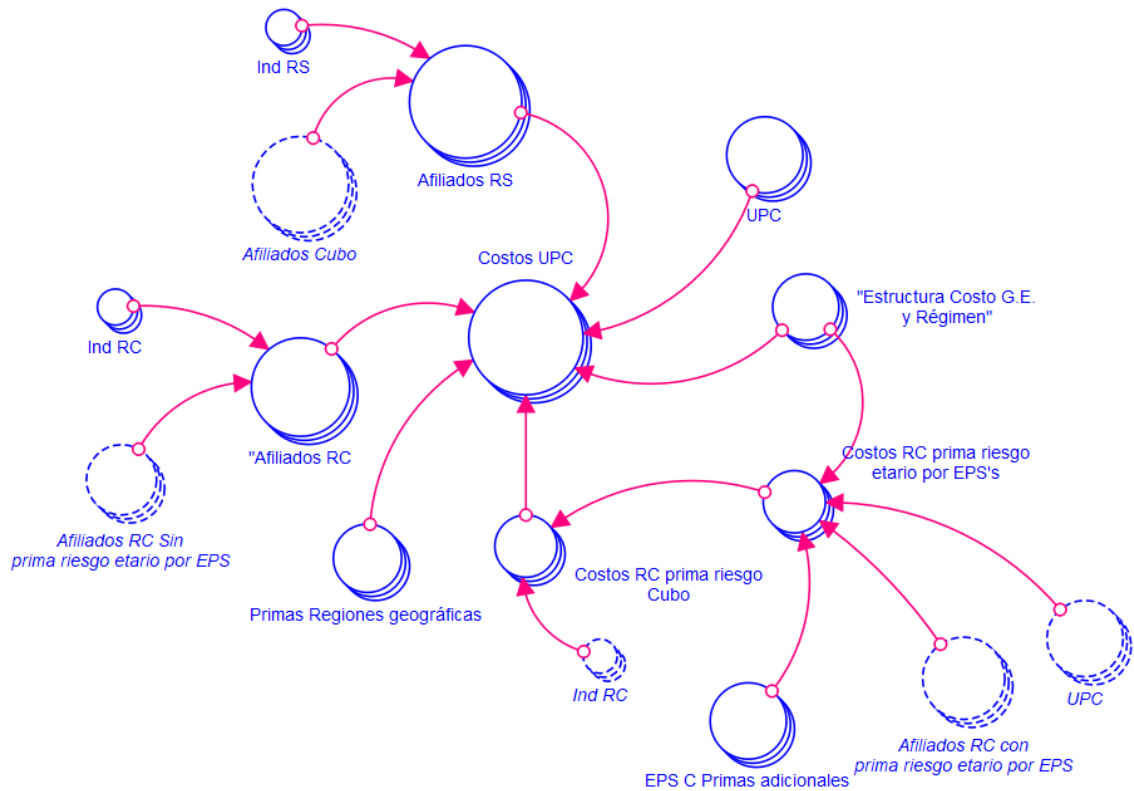 Ind RS
Afiliados RS
Afiliados Cubo
UPC
Costos UPC
"Estructura Costo G.E.
y Régimen"
Ind RC
"Afiliados RC
Costos RC prima riesgo
etario por EPS's
Afiliados RC Sin
prima riesgo etario por EPS
Costos RC prima riesgo
Cubo
Primas Regiones geográficas
Ind RC
UPC
Afiliados RC con
prima riesgo etario por EPS
EPS C Primas adicionales